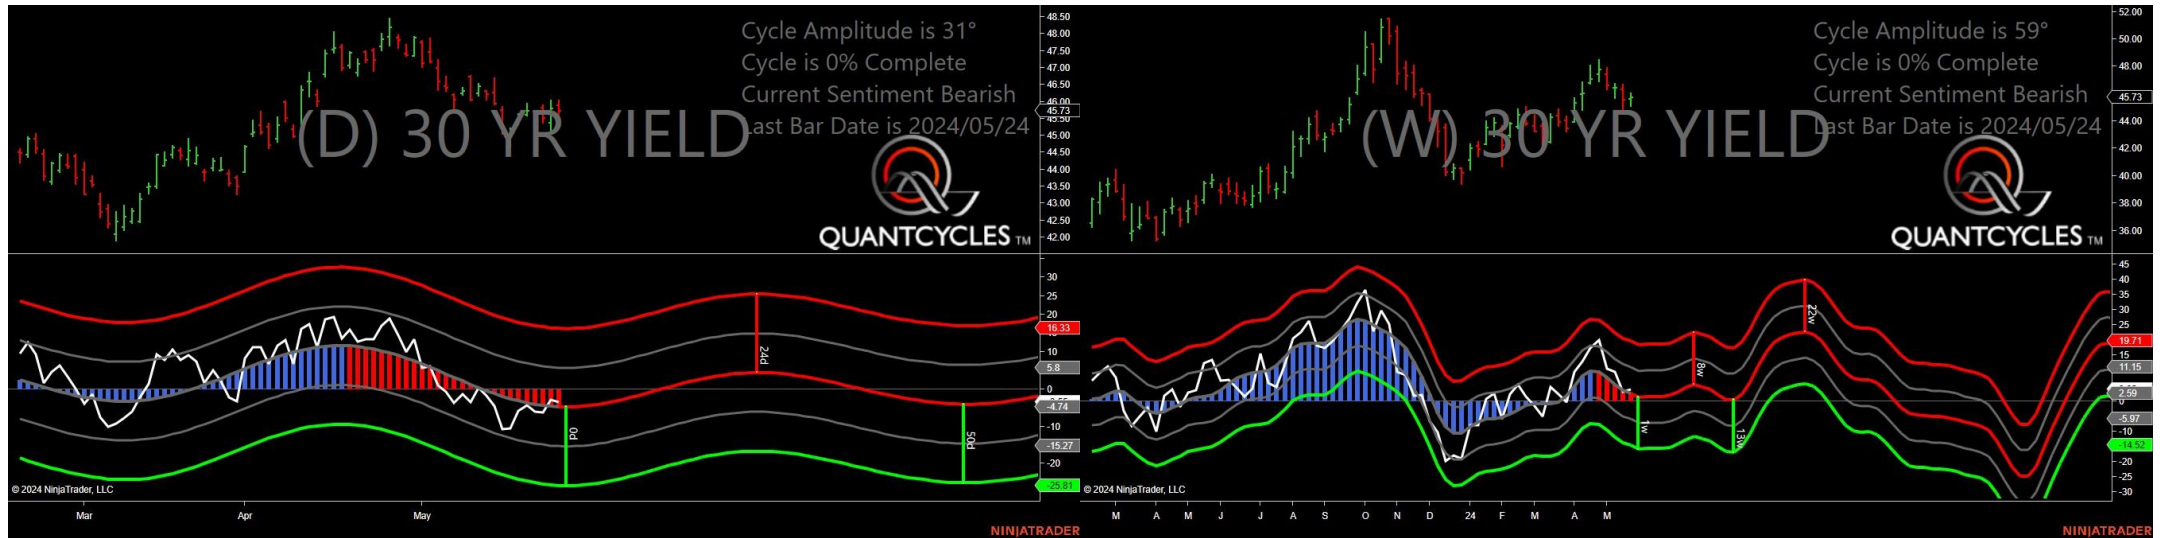 Cycle Amplitude is 31°
Cycle is 0% Complete
Current Sentiment Bearish
Last Bar Date is 2024/05/24
(D) 30 YR YIELD
QUANTCYCLES TM
48.50
48.00
47.50
47.00
46.50
46.00
45.73
45.50
45.00
44.50
44.00
43.50
43.00
42.50
42.00
30
25
20
16.33
10
5.8
0
-4.74
-10
-15.27
-20
-25.81
0d
24d
50d
© 2024 NinjaTrader, LLC
Mar
Apr
May
NINJATRADER
Cycle Amplitude is 59°
Cycle is 0% Complete
Current Sentiment Bearish
Last Bar Date is 2024/05/24
(W) 30 YR YIELD
QUANTCYCLES TM
52.00
50.00
48.00
45.73
44.00
42.00
40.00
38.00
36.00
45
40
35
30
25
19.71
15
11.15
2.59
0
-5.97
-10
-14.52
-20
-25
-30
1w
8w
13w
22w
© 2024 NinjaTrader, LLC
M A M J J A S O N D 24 F M A M
NINJATRADER